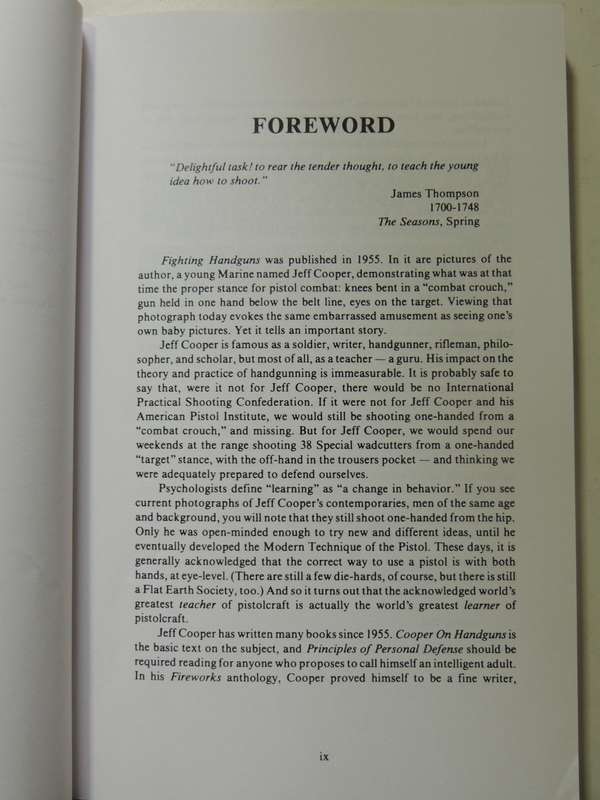 FOREWORD
"Delightful task! to rear the tender thought, to teach the young
idea how to shoot."
James Thompson
1700-1748
The Seasons, Spring
Fighting Handguns was published in 1955. In it are pictures of the
author, a young Marine named Jeff Cooper, demonstrating what was at that
time the proper stance for pistol combat: knees bent in a "combat crouch,"
gun held in one hand below the belt line, eyes on the target. Viewing that
photograph today evokes the same embarrassed amusement as seeing one's
own baby pictures. Yet it tells an important story.
Jeff Cooper is famous as a soldier, writer, handgunner, rifleman, philo-
sopher, and scholar, but most of all, as a teacher — a guru. His impact on the
theory and practice of handgunning is immeasurable. It is probably safe to
say that, were it not for Jeff Cooper, there would be no International
Practical Shooting Confederation. If it were not for Jeff Cooper and his
American Pistol Institute, we would still be shooting one-handed from a
"combat crouch," and missing. But for Jeff Cooper, we would spend our
weekends at the range shooting 38 Special wadcutters from a one-handed
"target" stance, with the off-hand in the trousers pocket — and thinking we
were adequately prepared to defend ourselves.
Psychologists define "learning" as "a change in behavior." If you see
current photographs of Jeff Cooper's contemporaries, men of the same age
and background, you will note that they still shoot one-handed from the hip.
Only he was open-minded enough to try new and different ideas, until he
eventually developed the Modern Technique of the Pistol. These days, it is
generally acknowledged that the correct way to use a pistol is with both
hands, at eye-level. (There are still a few die-hards, of course, but there is still
a Flat Earth Society, too.) And so it turns out that the acknowledged world's
greatest teacher of pistolcraft is actually the world's greatest learner of
pistolcraft.
Jeff Cooper has written many books since 1955. Cooper On Handguns is
the basic text on the subject, and Principles of Personal Defense should be
required reading for anyone who proposes to call himself an intelligent adult.
In his Fireworks anthology, Cooper proved himself to be a fine writer,
ix